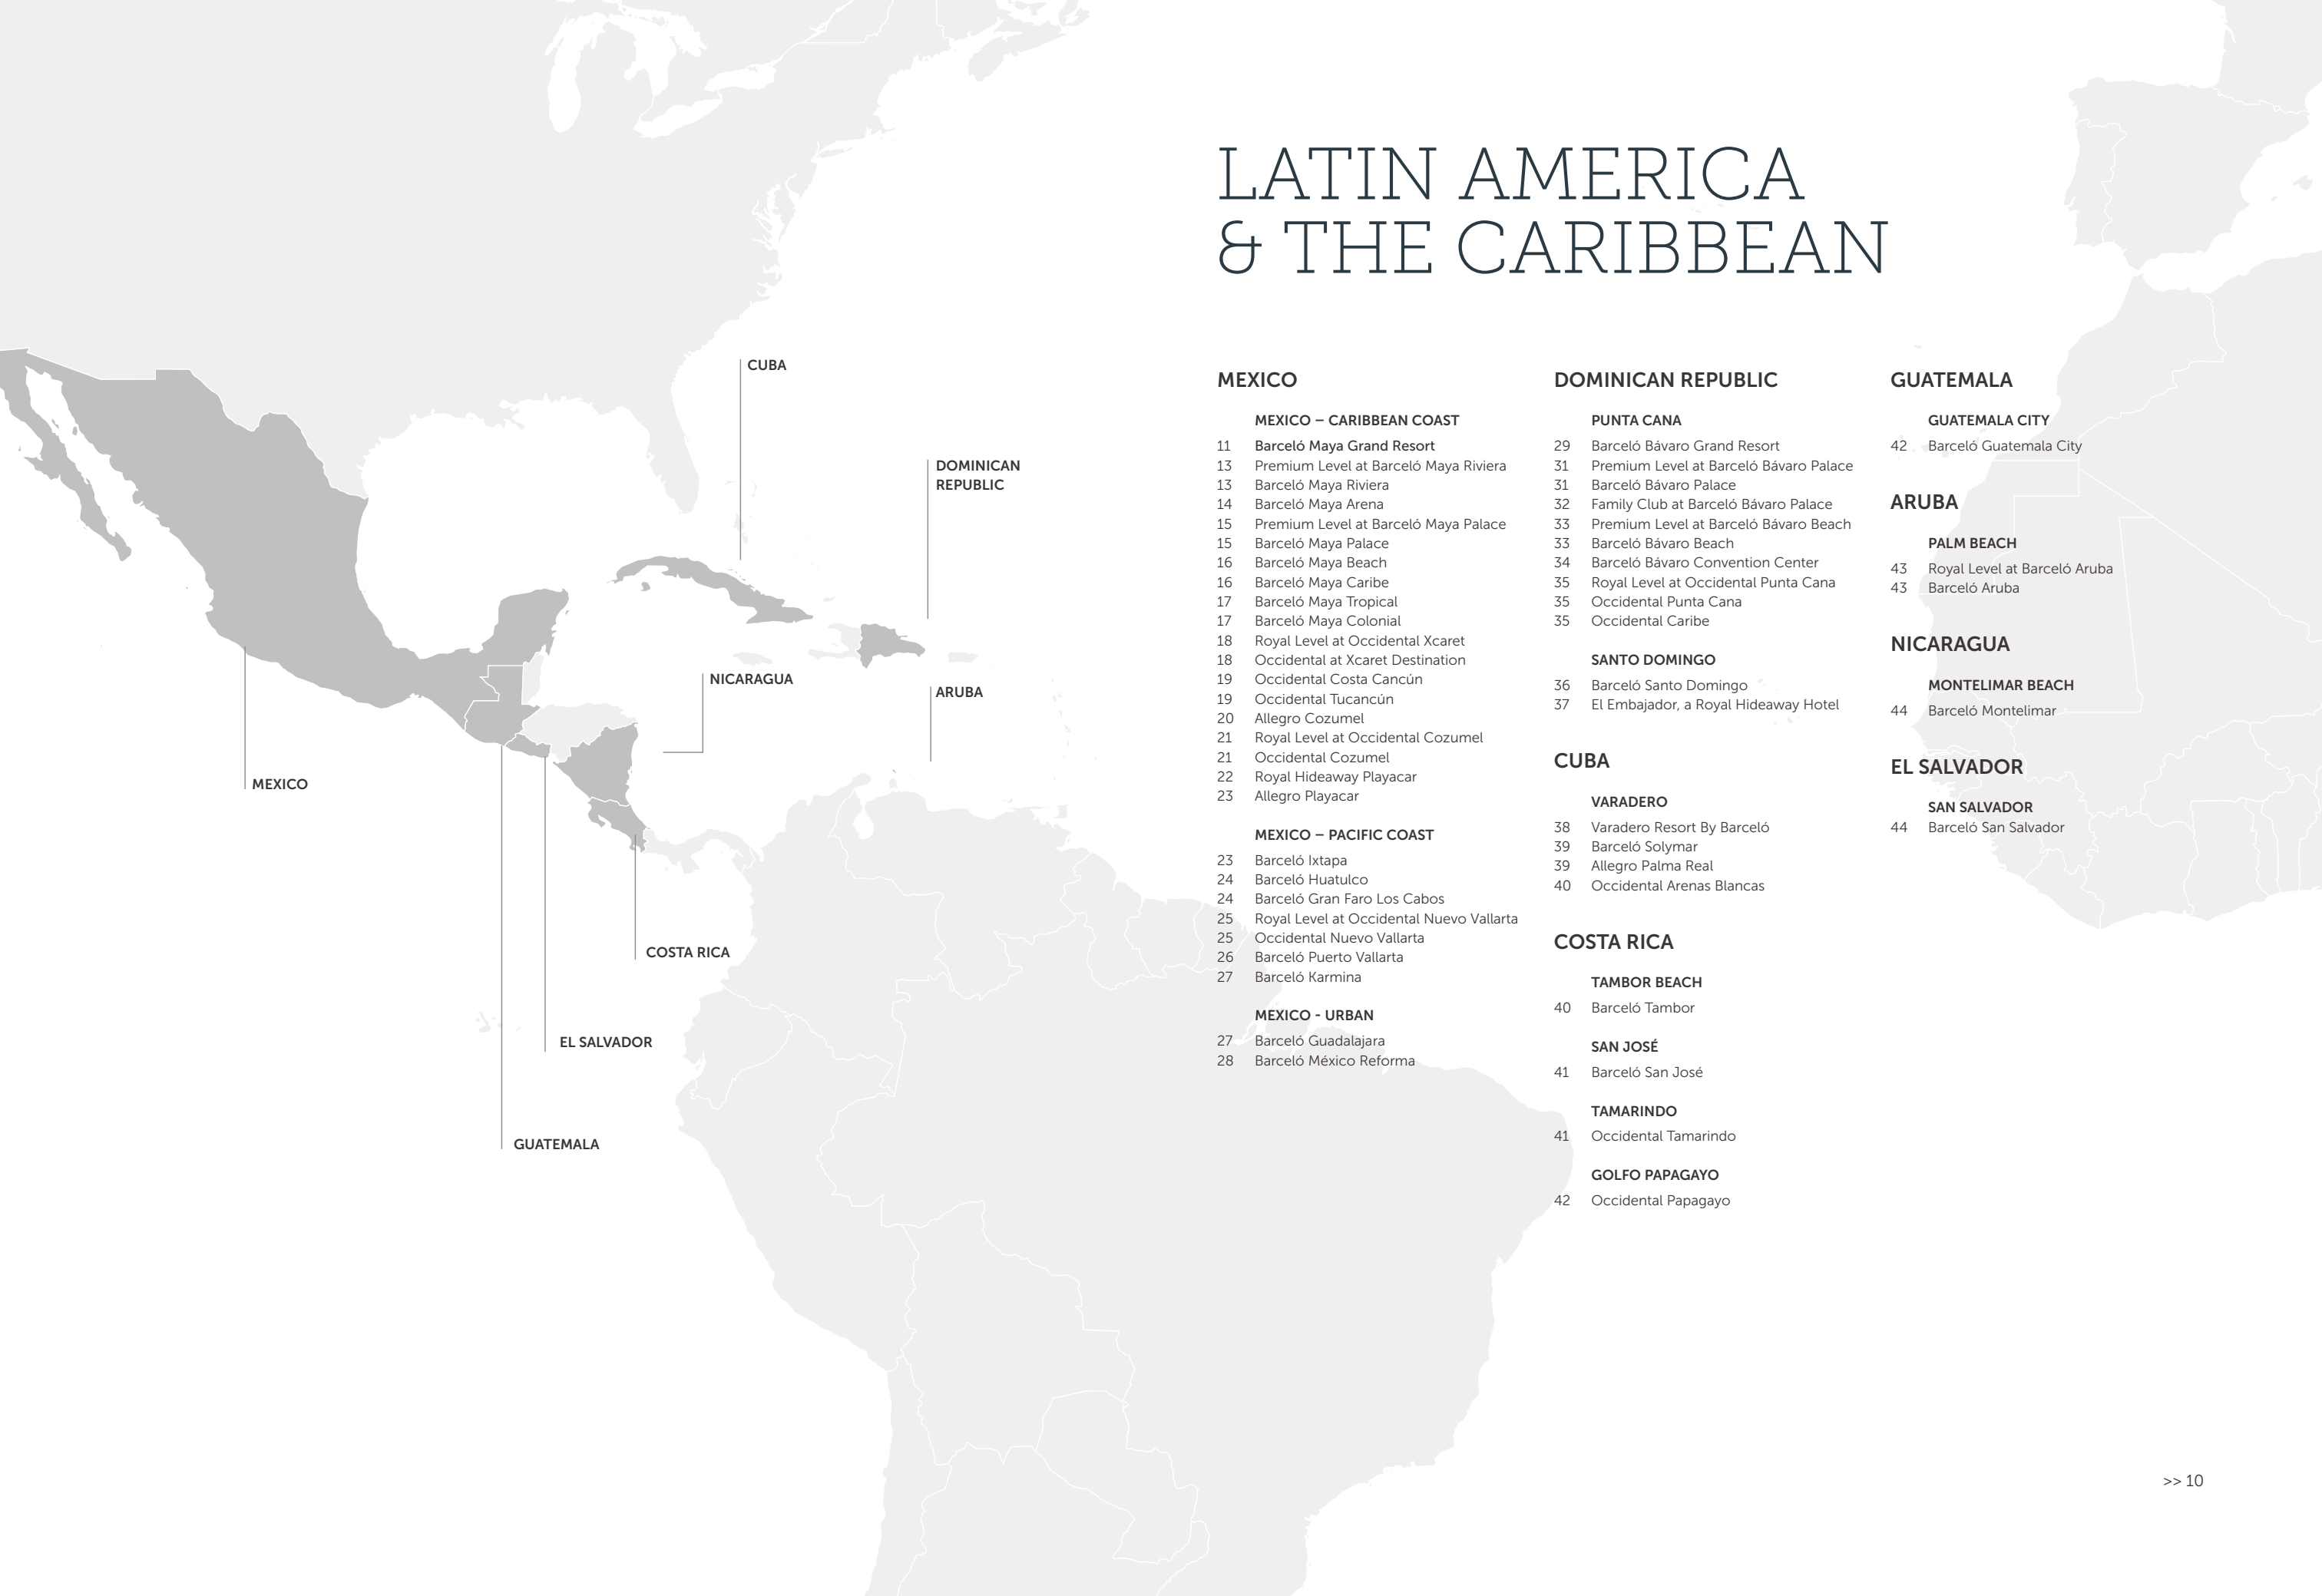 LATIN AMERICA
& THE CARIBBEAN
CUBA
DOMINICAN
REPUBLIC
NICARAGUA
ARUBA
MEXICO
COSTA RICA
EL SALVADOR
GUATEMALA
MEXICO
MEXICO – CARIBBEAN COAST
11 Barceló Maya Grand Resort
13 Premium Level at Barceló Maya Riviera
13 Barceló Maya Riviera
14 Barceló Maya Arena
15 Premium Level at Barceló Maya Palace
15 Barceló Maya Palace
16 Barceló Maya Beach
16 Barceló Maya Caribe
17 Barceló Maya Tropical
17 Barceló Maya Colonial
18 Royal Level at Occidental Xcaret
18 Occidental at Xcaret Destination
19 Occidental Costa Cancún
19 Occidental Tucancún
20 Allegro Cozumel
21 Royal Level at Occidental Cozumel
21 Occidental Cozumel
22 Royal Hideaway Playacar
23 Allegro Playacar
MEXICO – PACIFIC COAST
23 Barceló Ixtapa
24 Barceló Huatulco
24 Barceló Gran Faro Los Cabos
25 Royal Level at Occidental Nuevo Vallarta
25 Occidental Nuevo Vallarta
26 Barceló Puerto Vallarta
27 Barceló Karmina
MEXICO - URBAN
27 Barceló Guadalajara
28 Barceló México Reforma
DOMINICAN REPUBLIC
PUNTA CANA
29 Barceló Bávaro Grand Resort
31 Premium Level at Barceló Bávaro Palace
31 Barceló Bávaro Palace
32 Family Club at Barceló Bávaro Palace
33 Premium Level at Barceló Bávaro Beach
33 Barceló Bávaro Beach
34 Barceló Bávaro Convention Center
35 Royal Level at Occidental Punta Cana
35 Occidental Punta Cana
35 Occidental Caribe
SANTO DOMINGO
36 Barceló Santo Domingo
37 El Embajador, a Royal Hideaway Hotel
CUBA
VARADERO
38 Varadero Resort By Barceló
39 Barceló Solymar
39 Allegro Palma Real
40 Occidental Arenas Blancas
COSTA RICA
TAMBOR BEACH
40 Barceló Tambor
SAN JOSÉ
41 Barceló San José
TAMARINDO
41 Occidental Tamarindo
GOLFO PAPAGAYO
42 Occidental Papagayo
GUATEMALA
GUATEMALA CITY
42 Barceló Guatemala City
ARUBA
PALM BEACH
43 Royal Level at Barceló Aruba
43 Barceló Aruba
NICARAGUA
MONTELIMAR BEACH
44 Barceló Montelimar
EL SALVADOR
SAN SALVADOR
44 Barceló San Salvador
>> 10